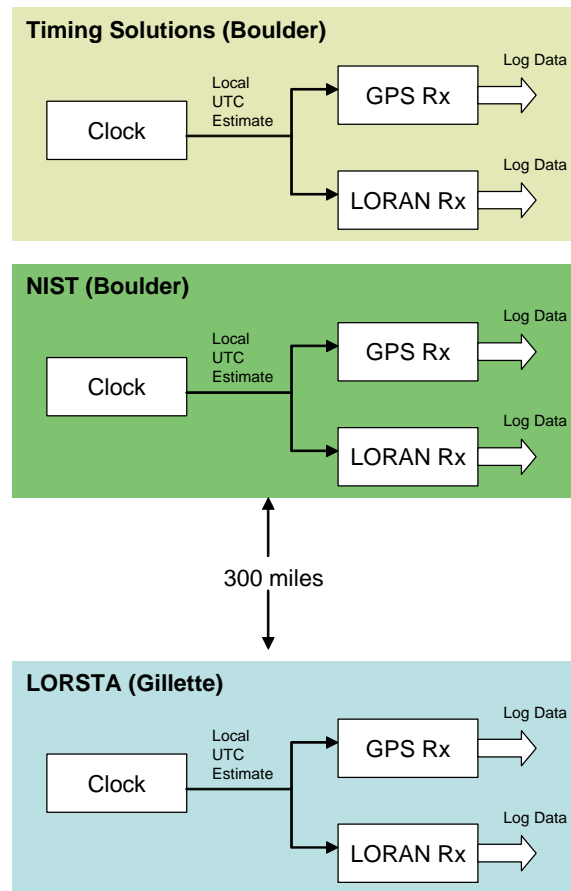 Timing Solutions (Boulder)
Log Data
Local
UTC
Estimate
GPS Rx
Clock
Log Data
LORAN Rx
NIST (Boulder)
Log Data
Local
UTC
Estimate
GPS Rx
Clock
Log Data
LORAN Rx
300 miles
LORSTA (Gillette)
Log Data
Local
UTC
Estimate
GPS Rx
Clock
Log Data
LORAN Rx